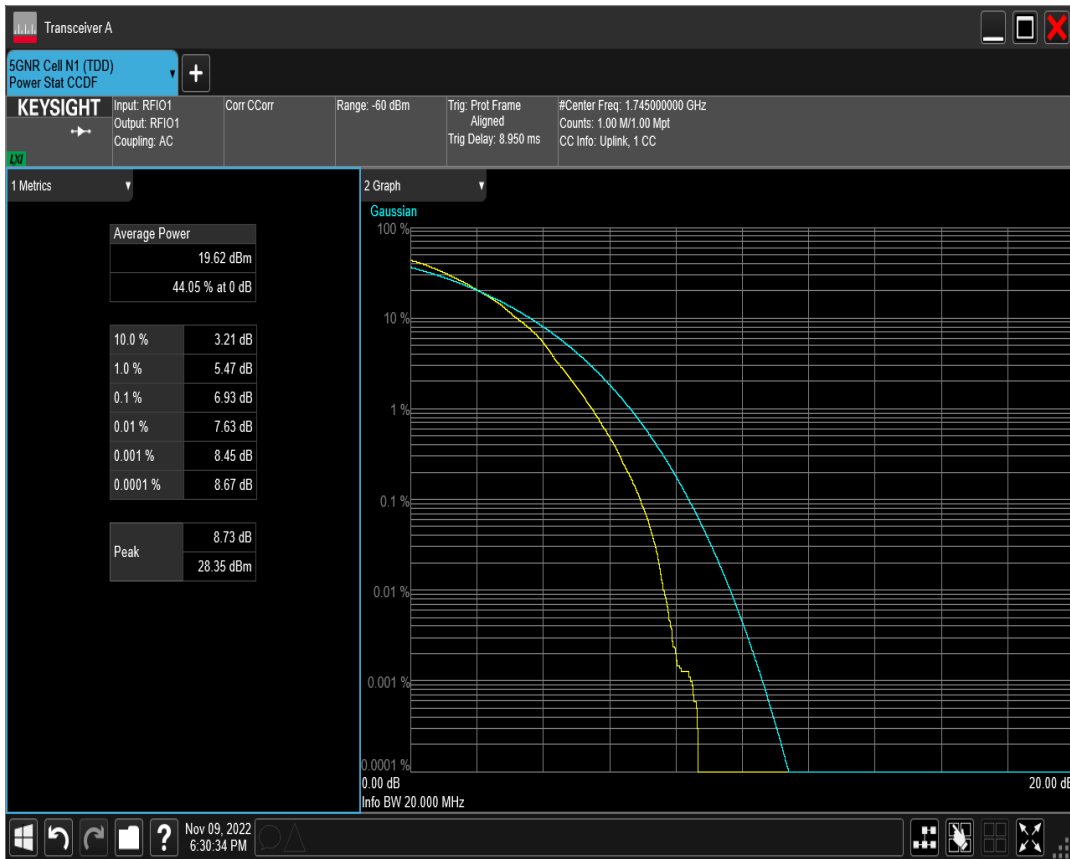 Transceiver A
5GNR Cell N1 (TDD)
Power Stat CCDF
+
KEYSIGHT
LXI
Input: RFIO1
Output: RFIO1
Coupling: AC
Corr CCorr
Range: -60 dBm
Trig: Prot Frame
Aligned
Trig Delay: 8.950 ms
#Center Freq: 1.745000000 GHz
Counts: 1.00 M/1.00 Mpt
CC Info: Uplink, 1 CC
1 Metrics
Average Power
19.62 dBm
44.05 % at 0 dB
10.0 % 3.21 dB
1.0 % 5.47 dB
0.1 % 6.93 dB
0.01 % 7.63 dB
0.001 % 8.45 dB
0.0001 % 8.67 dB
Peak 8.73 dB
28.35 dBm
2 Graph
Gaussian
100 %
10 %
1 %
0.1 %
0.01 %
0.001 %
0.0001 %
0.00 dB 20.00 dB
Info BW 20.000 MHz
? Nov 09, 2022
6:30:34 PM